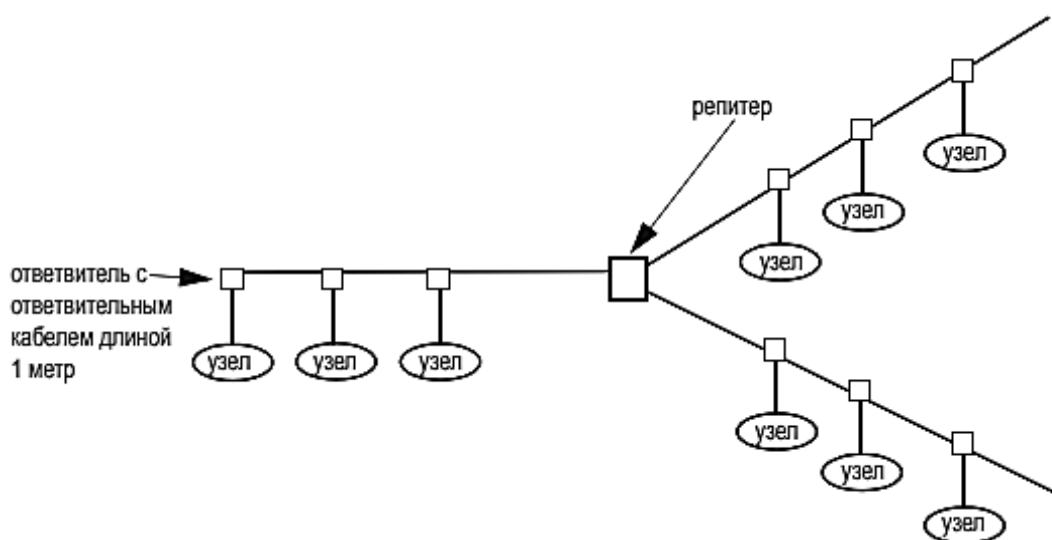 репитер
узел
узел
узел
узел
ответвитель с
ответвительным
кабелем длиной
1 метр
узел
узел
узел
узел
узел